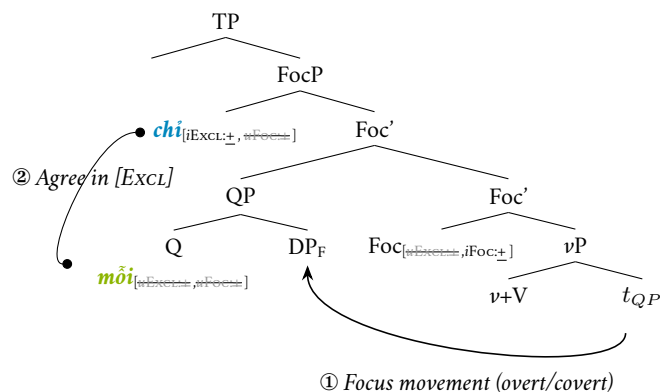 TP
FocP
chỉ[iExcl:+, uFoc:+] Foc'
② Agree in [Excl]
QP Foc'
Q DPF Foc[uExcl:+,iFoc:+] vP
mỗi[uExcl:+,uFoc:+]
v+V tQP
① Focus movement (overt/covert)